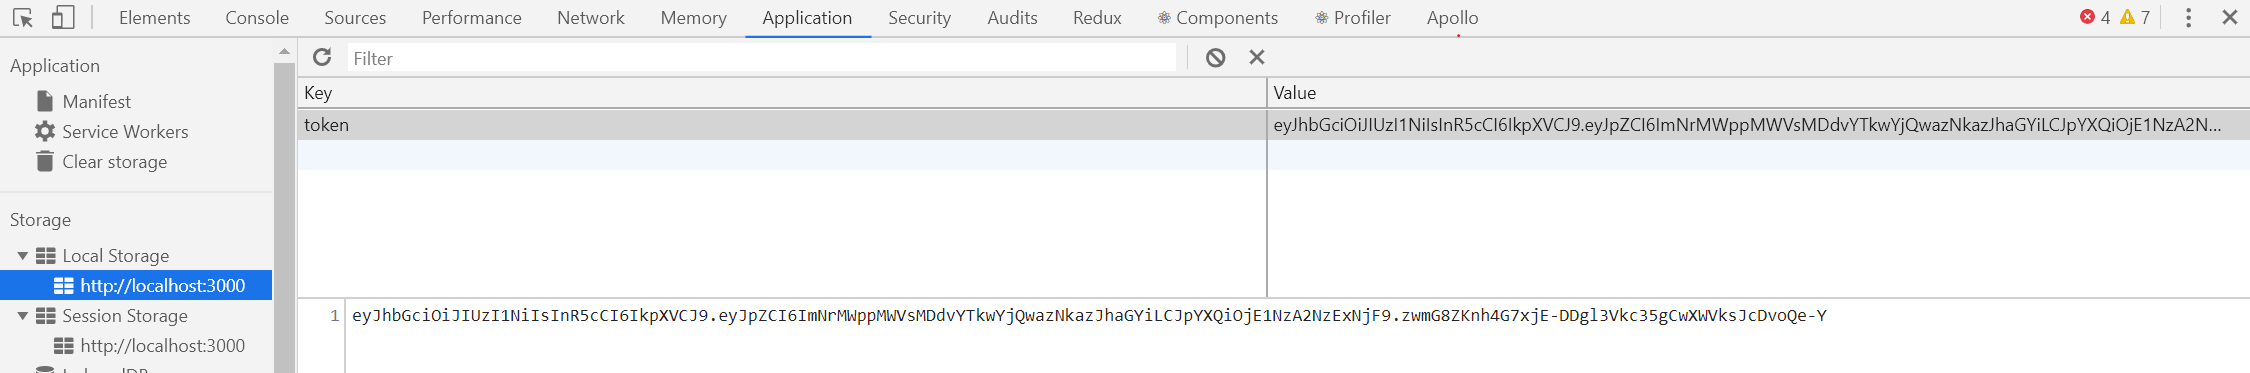 Elements Console Sources Performance Network Memory Application Security Audits Redux Components Profiler Apollo 4 7
Application
Manifest
Service Workers
Clear storage
Storage
Local Storage
http://localhost:3000
Session Storage
http://localhost:3000
Filter
Key Value
token eyJhbGciOiJIUzI1NiIsInR5cCI6IkpXVCJ9.eyJpZCI6ImNrMWppMWVsMDdvYTkwYjQwazNkazJhaGYiLCJpYXQiOjE1NzA2N...
1 eyJhbGciOiJIUzI1NiIsInR5cCI6IkpXVCJ9.eyJpZCI6ImNrMWppMWVsMDdvYTkwYjQwazNkazJhaGYiLCJpYXQiOjE1NzA2NzExNjF9.zwmG8ZKnh4G7xjE-DDgl3Vkc35gCwXWVksJcDvoQe-Y